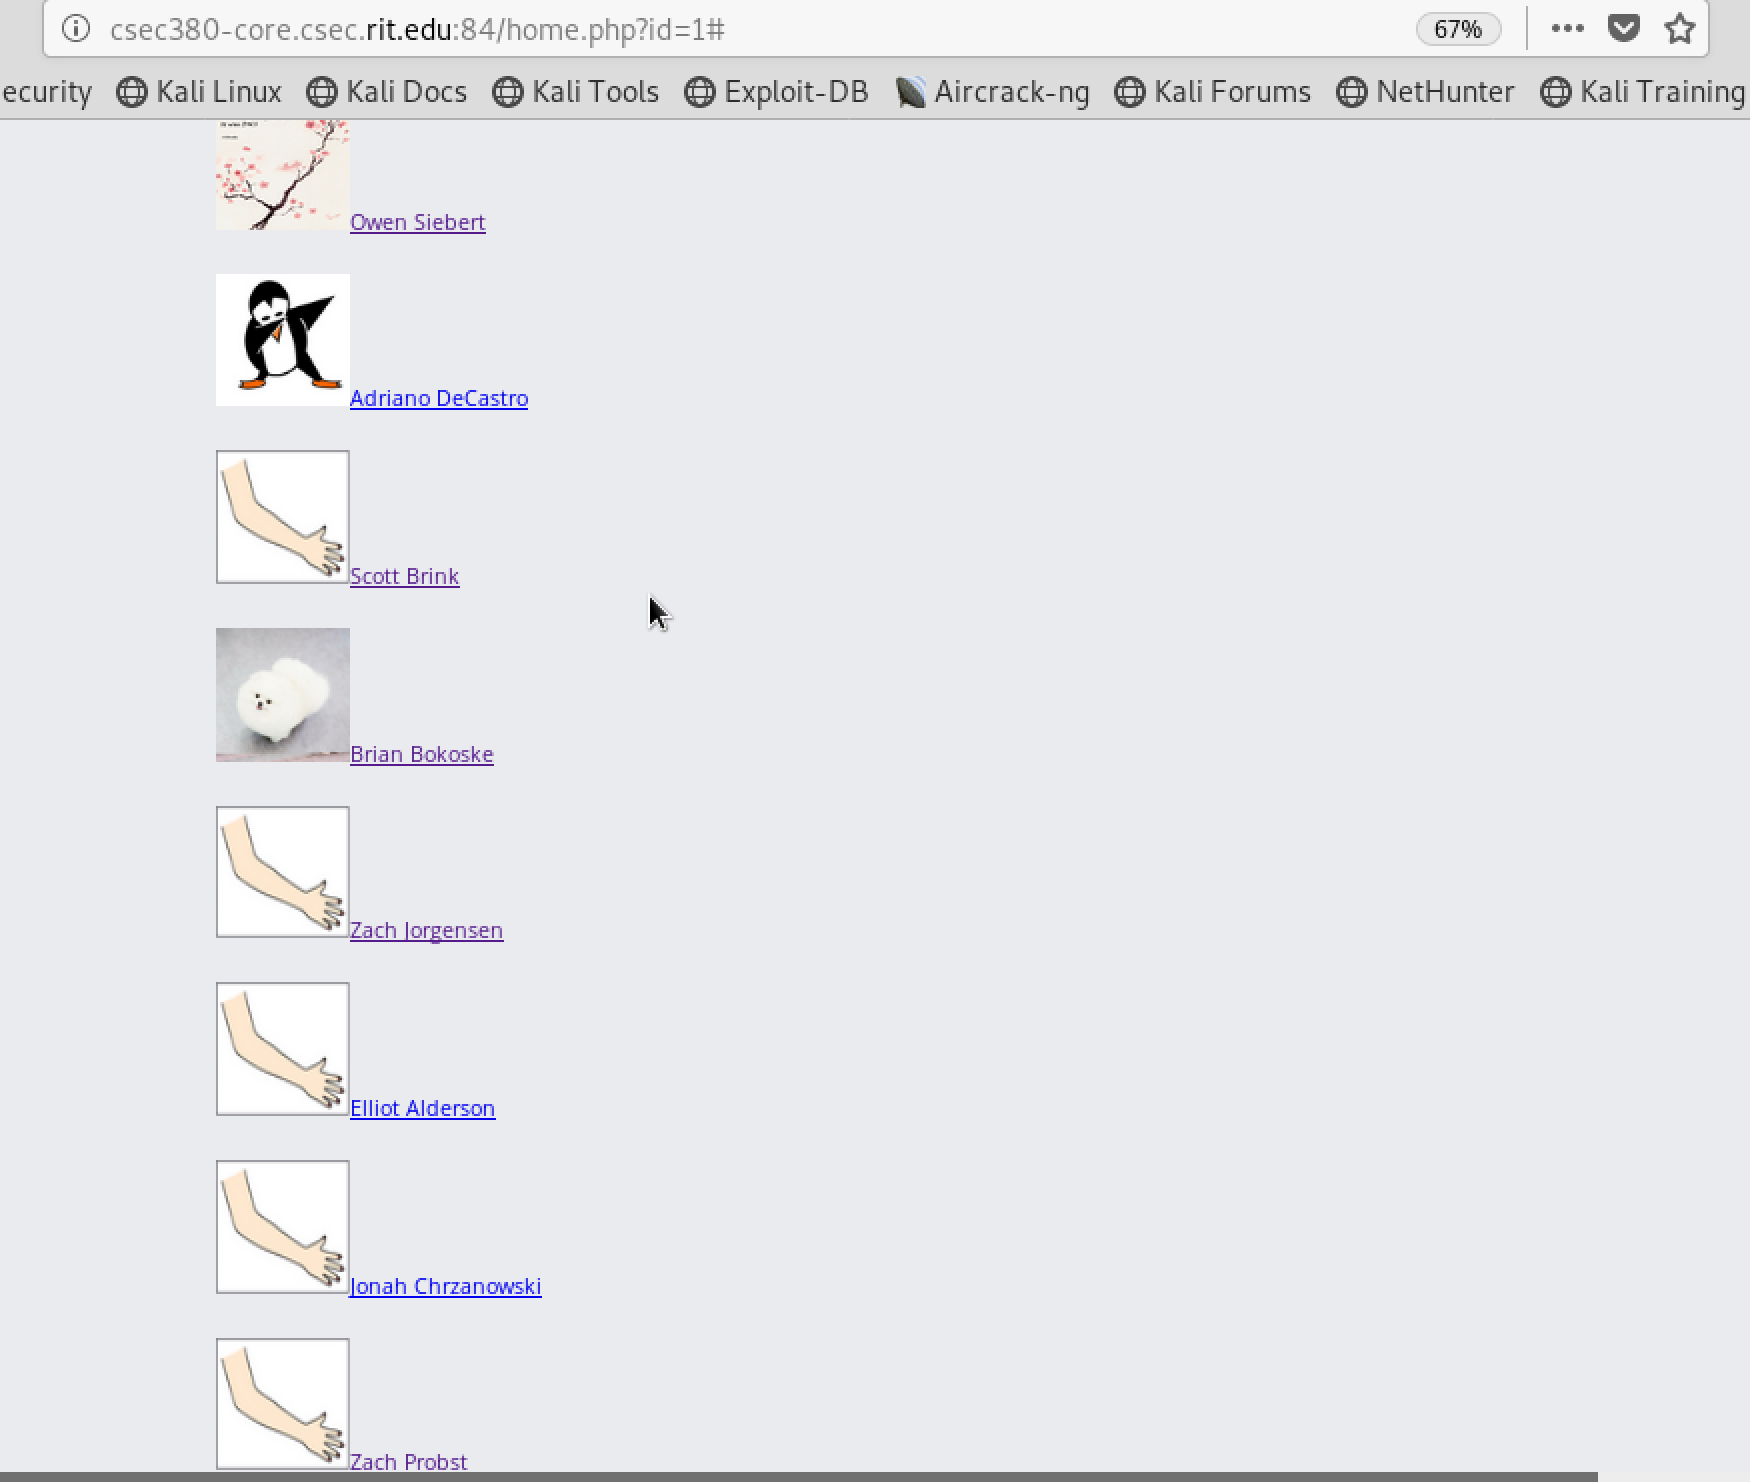 csec380-core.csec.rit.edu:84/home.php?id=1# 67%
ecurity Kali Linux Kali Docs Kali Tools Exploit-DB Aircrack-ng Kali Forums NetHunter Kali Training
Owen Siebert
Adriano DeCastro
Scott Brink
Brian Bokoske
Zach Jorgensen
Elliot Alderson
Jonah Chrzanowski
Zach Probst